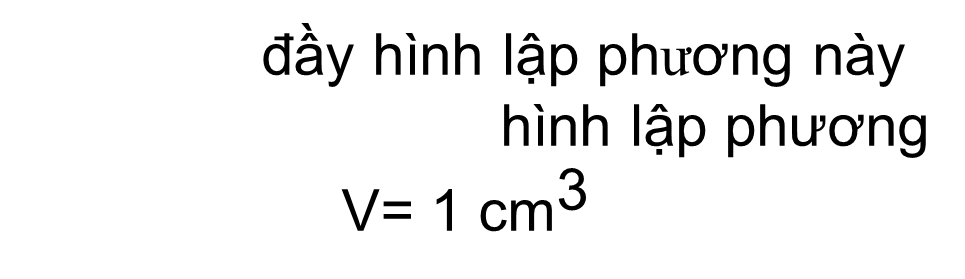 đầy hình lập phương này
hình lập phương
V= 1 cm³